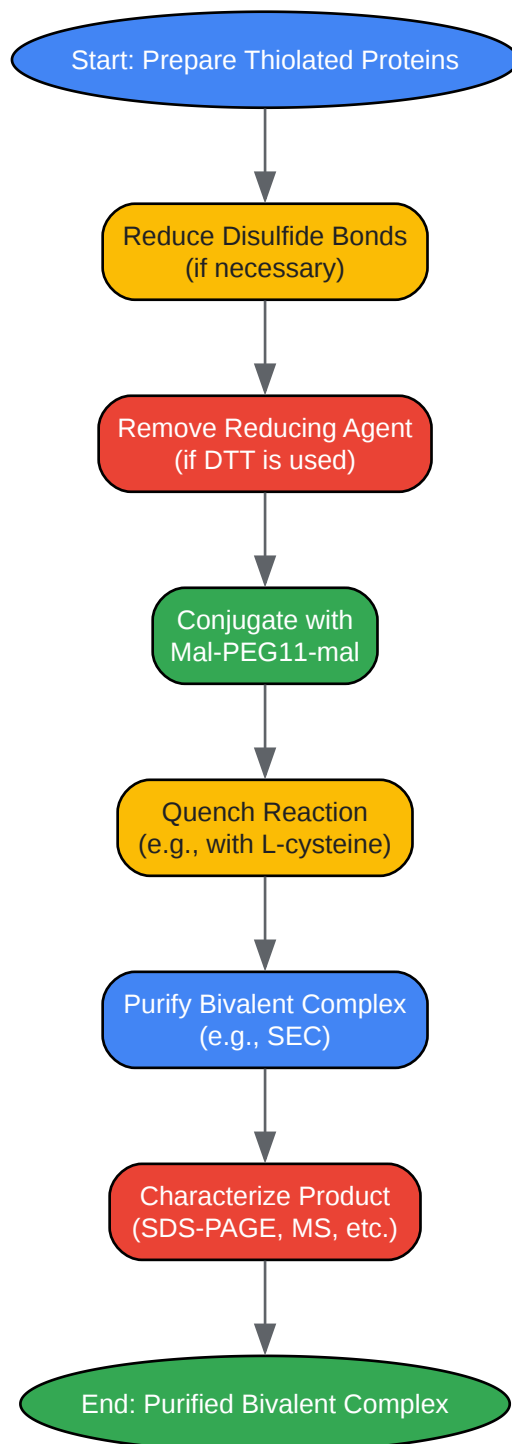 Start: Prepare Thiolated Proteins
Reduce Disulfide Bonds
(if necessary)
Remove Reducing Agent
(if DTT is used)
Conjugate with
Mal-PEG11-mal
Quench Reaction
(e.g., with L-cysteine)
Purify Bivalent Complex
(e.g., SEC)
Characterize Product
(SDS-PAGE, MS, etc.)
End: Purified Bivalent Complex